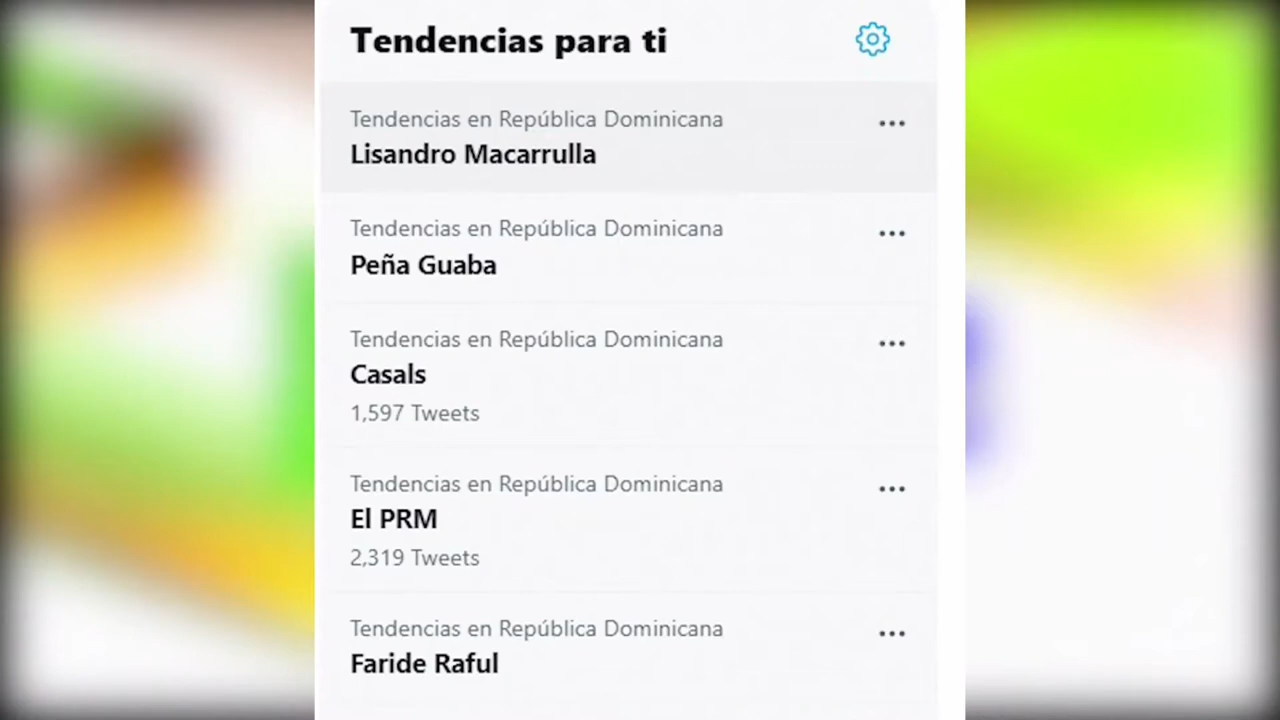 Tendencias para ti
Tendencias en República Dominicana
Lisandro Macarrulla
Tendencias en República Dominicana
Peña Guaba
Tendencias en República Dominicana
Casals
1,597 Tweets
Tendencias en República Dominicana
El PRM
2,319 Tweets
Tendencias en República Dominicana
Faride Raful